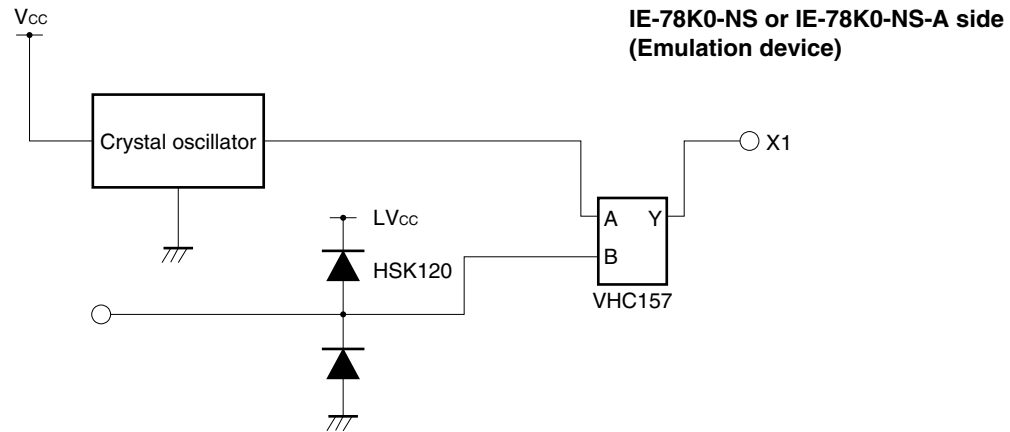 Vcc
IE-78K0-NS or IE-78K0-NS-A side
(Emulation device)
Crystal oscillator
X1
LVcc
A Y
HSK120
B
VHC157